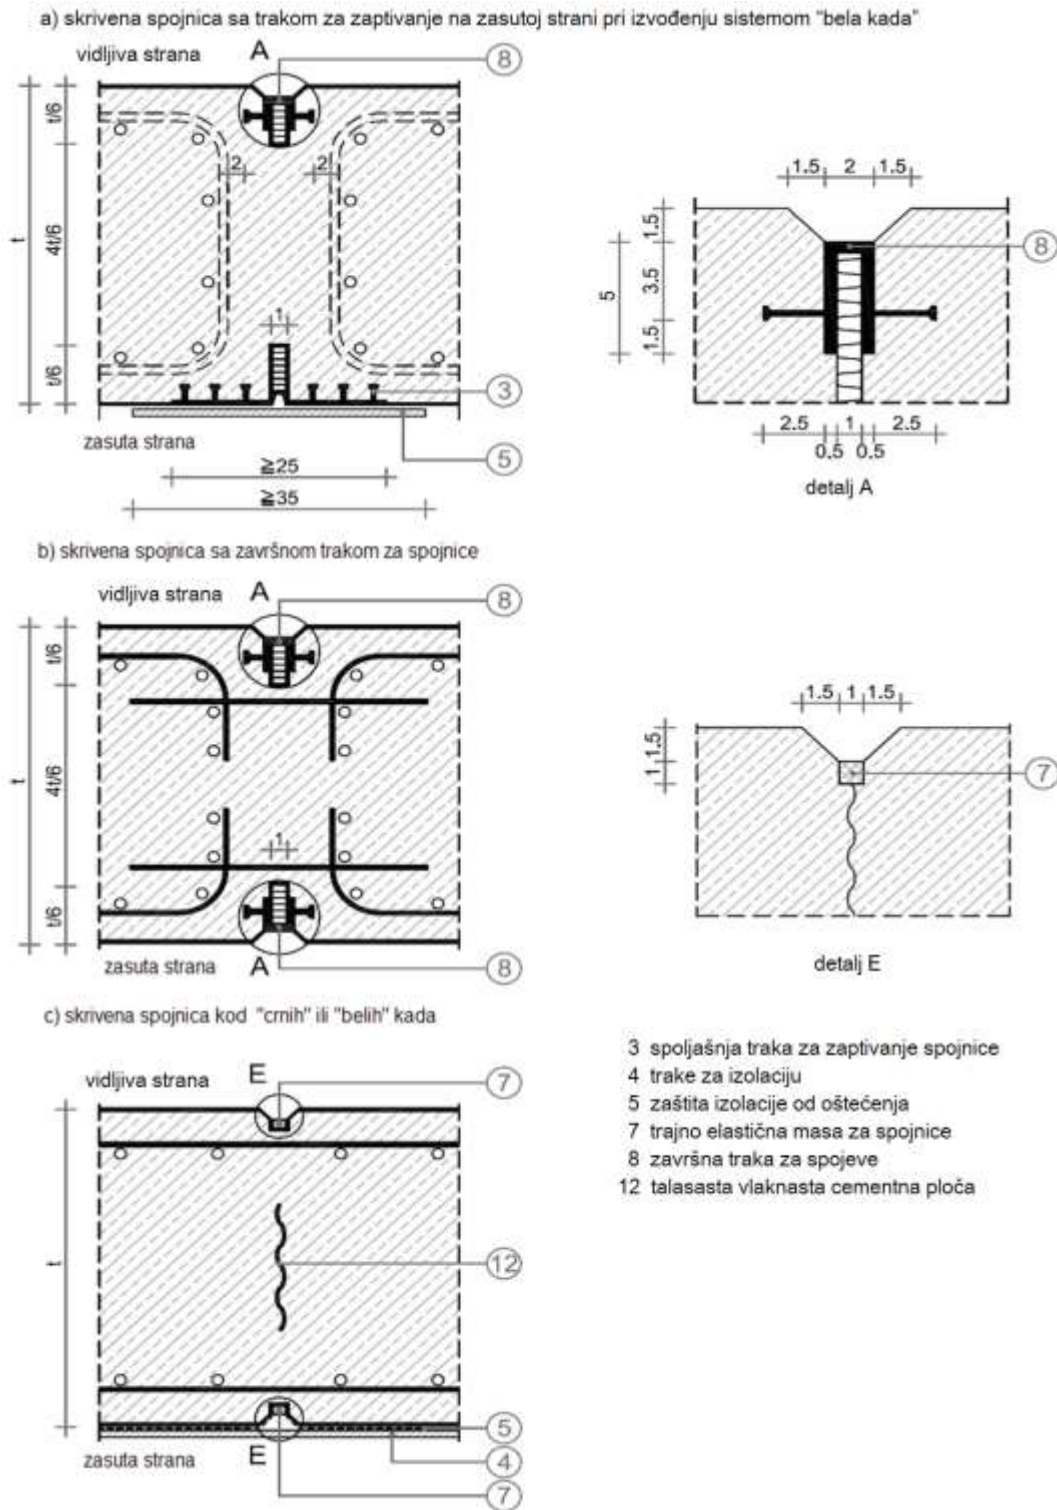 a) skrivena spojnica sa trakom za zaptivanje na zasutoj strani pri izvođenju sistemom "bela kada"
vidljiva strana
A
8
t/6
2
2
t
4t/6
1
t/6
3
zasuta strana
5
≧25
≧35
1.5
2
1.5
1.5
8
5
3.5
1.5
2.5
1
2.5
0.5
0.5
detalj A
b) skrivena spojnica sa završnom trakom za spojnice
vidljiva strana
A
8
t/6
t
4t/6
1
t/6
zasuta strana
A
8
1.5
1
1.5
1.5
1
7
detalj E
c) skrivena spojnica kod "crnih" ili "belih" kada
vidljiva strana
E
7
t
12
5
zasuta strana
E
4
7
3 spoljašnja traka za zaptivanje spojnice
4 trake za izolaciju
5 zaštita izolacije od oštećenja
7 trajno elastična masa za spojnice
8 završna traka za spojeve
12 talasasta vlaknasta cementna ploča